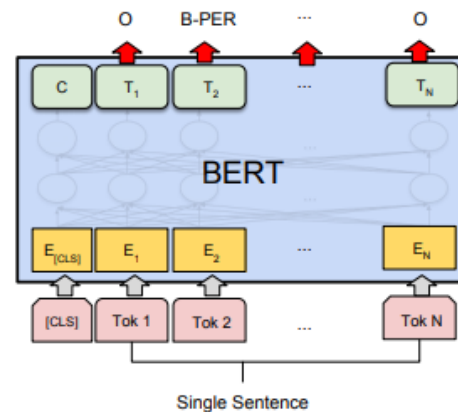 O B-PER ... O
C T1 T2 ... TN
...
BERT
...
E[CLS] E1 E2 ... EN
[CLS] Tok 1 Tok 2 ... Tok N
Single Sentence